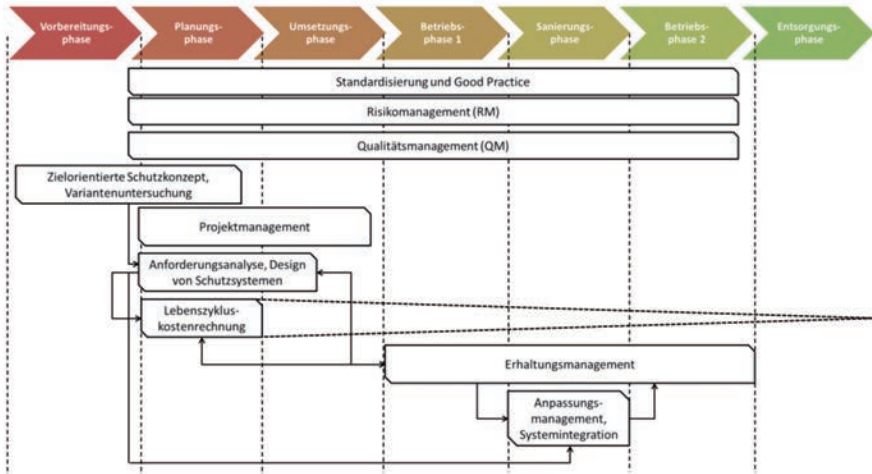 Vorbereitungs-
phase
Planungs-
phase
Umsetzungs-
phase
Betriebs-
phase 1
Sanierungs-
phase
Betriebs-
phase 2
Entsorgungs-
phase
Standardisierung und Good Practice
Risikomanagement (RM)
Qualitätsmanagement (QM)
Zielorientierte Schutzkonzept,
Variantenuntersuchung
Projektmanagement
Anforderungsanalyse, Design
von Schutzsystemen
Lebenszyklus-
kostenrechnung
Erhaltungsmanagement
Anpassungs-
management,
Systemintegration